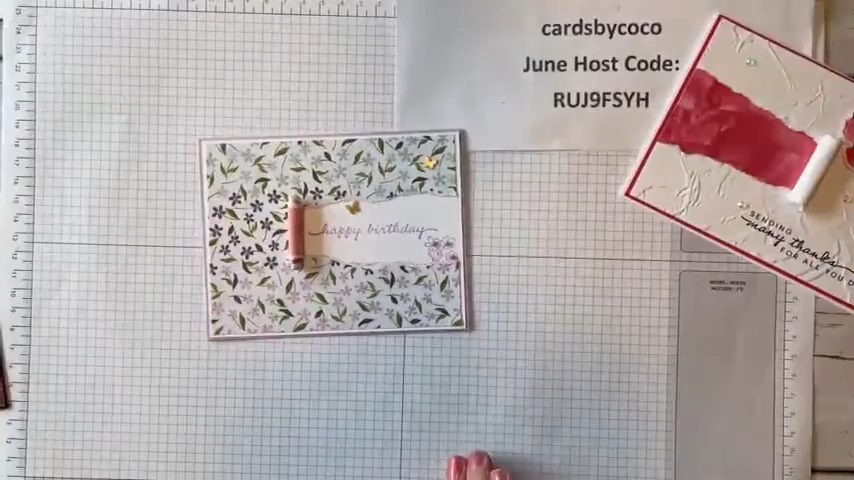 cardsbycoco
June Host Code:
RUJ9FSYH
happy birthday
SENDING
many thanks
FOR ALL YOU D